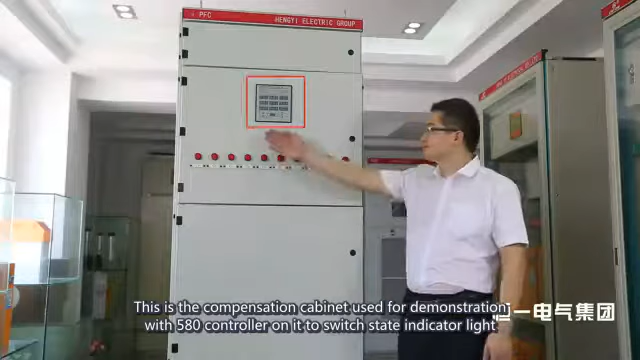 PFC
HENGYI ELECTRIC GROUP
This is the compensation cabinet used for demonstration
with 580 controller on it to switch state indicator light
一电气集团